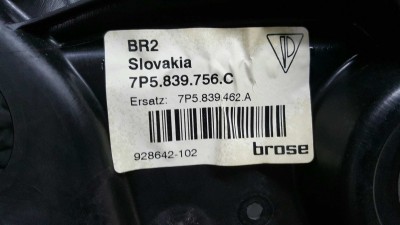 BR2
Slovakia
7P5.839.756.C
Ersatz: 7P5.839.462.A
928642-102
brose